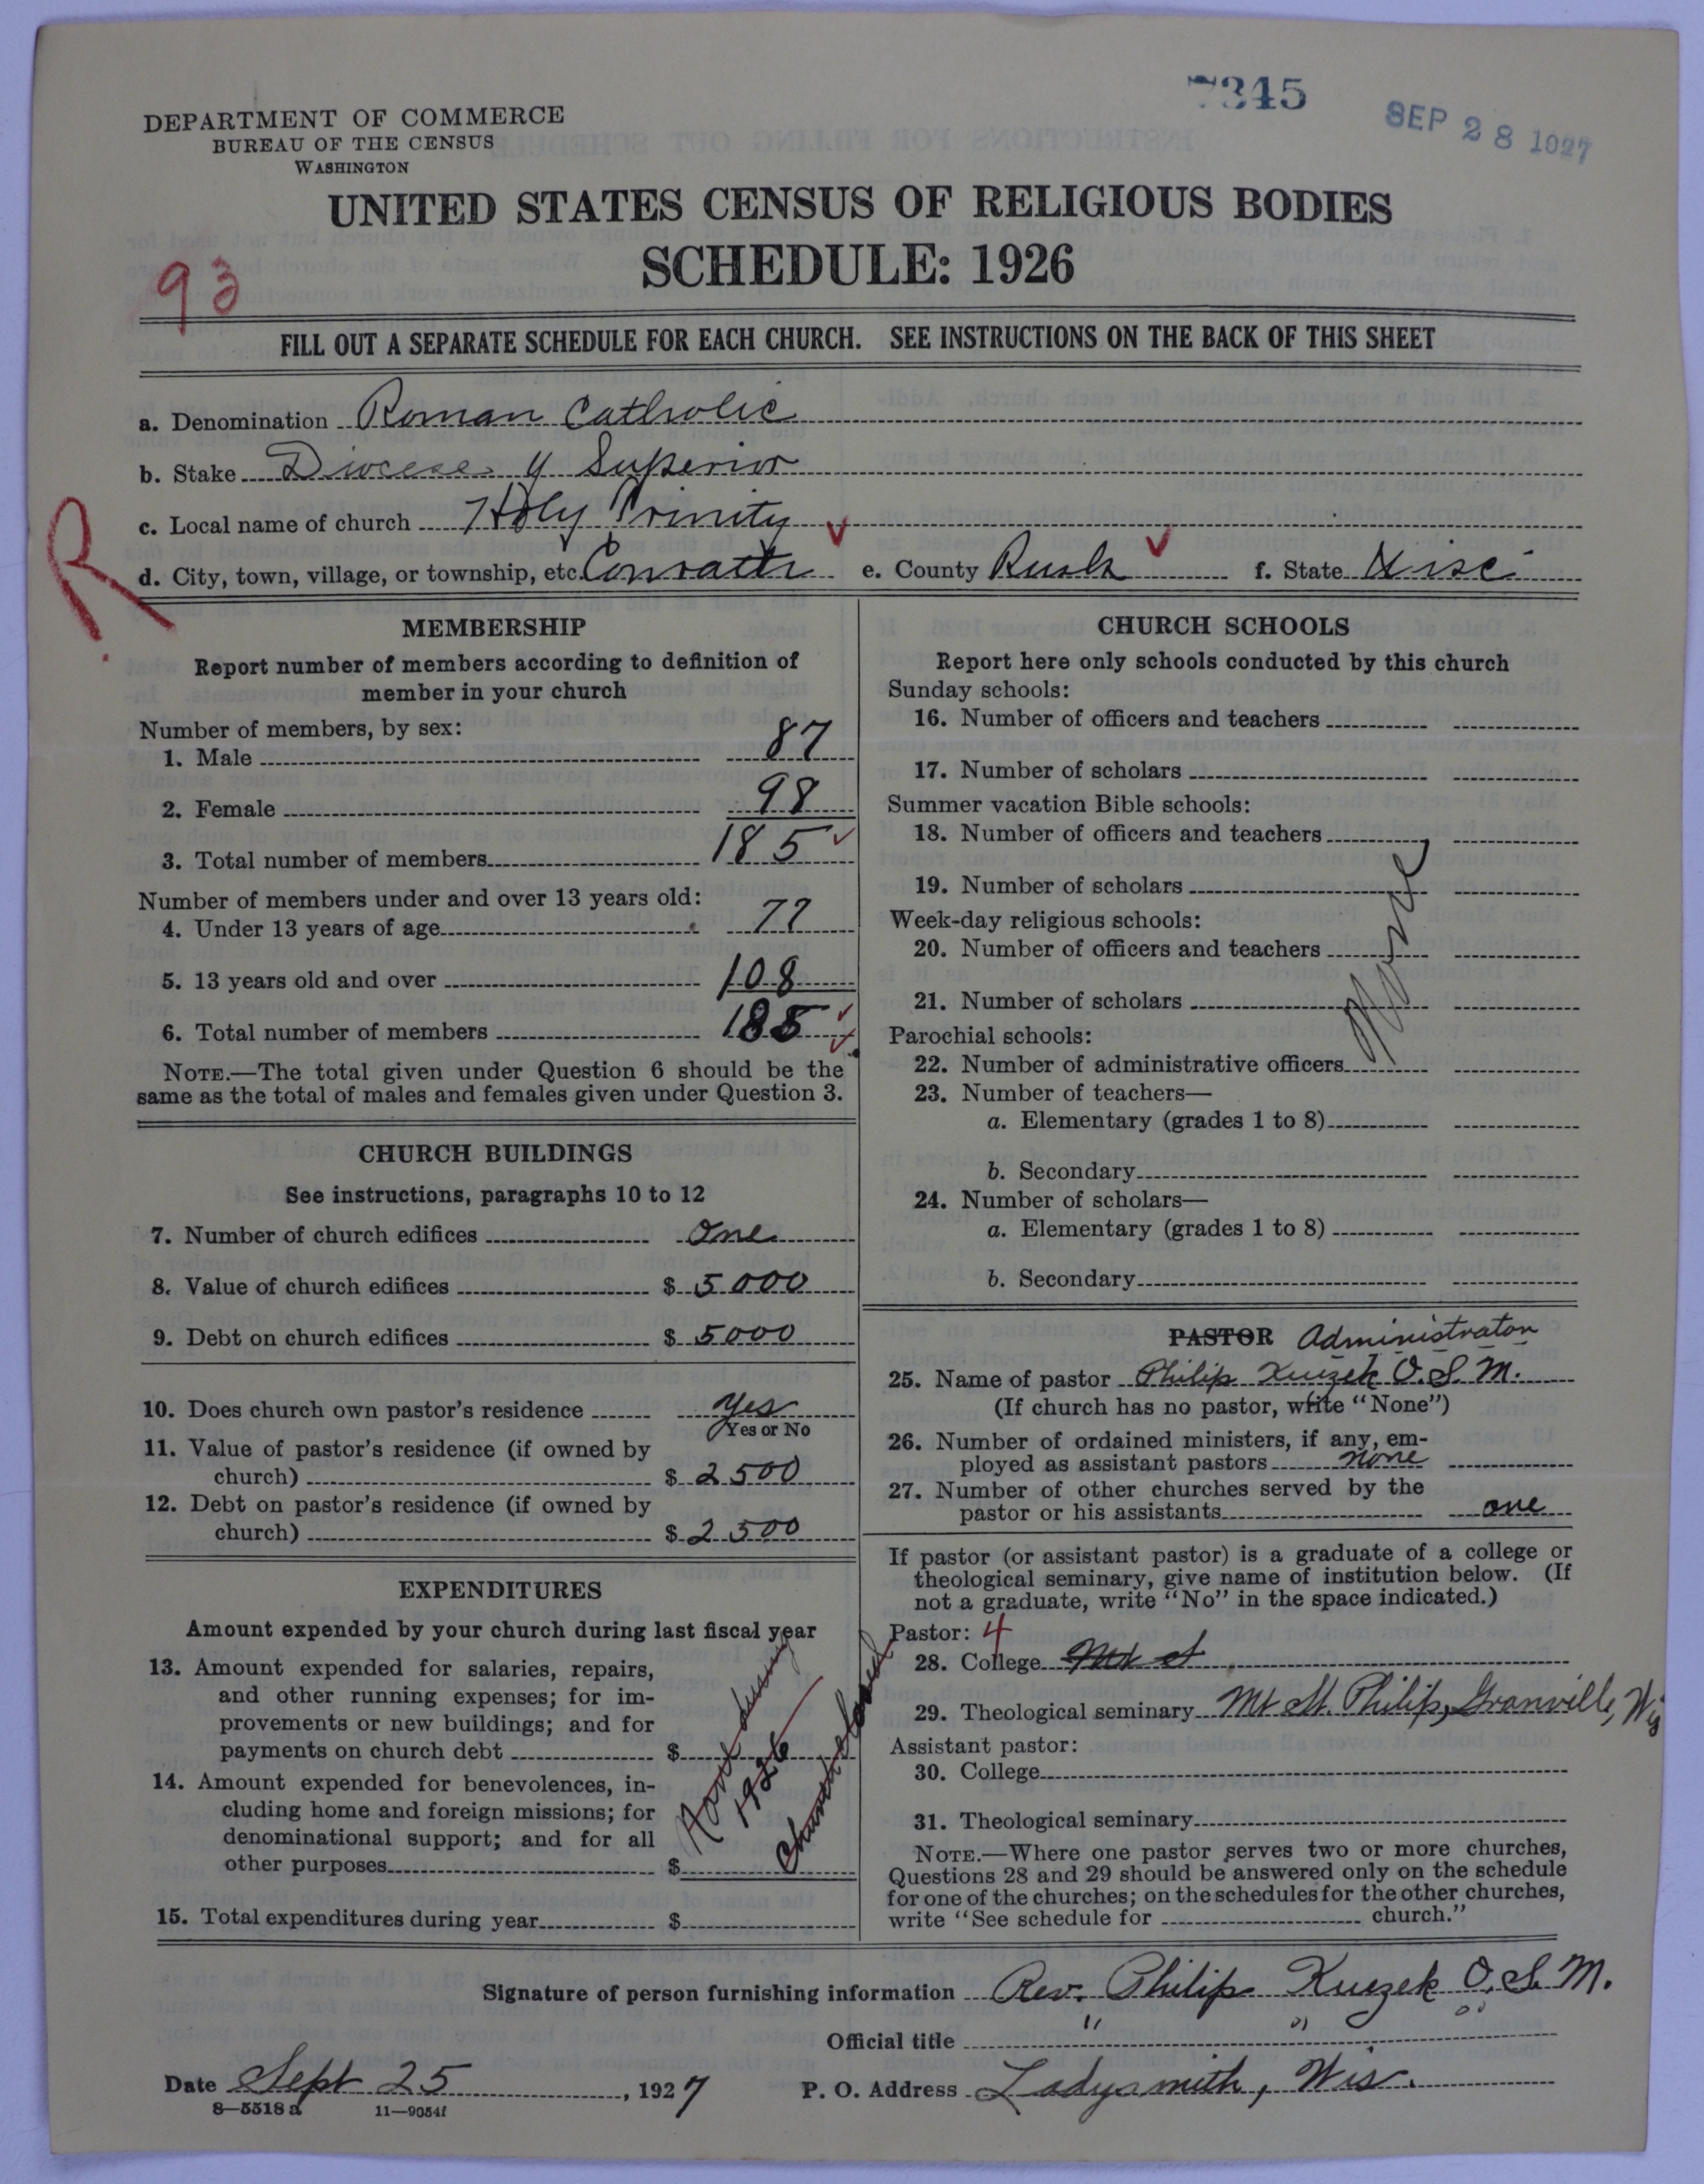 7345
SEP 28 1927
DEPARTMENT OF COMMERCE
BUREAU OF THE CENSUS
WASHINGTON
UNITED STATES CENSUS OF RELIGIOUS BODIES
SCHEDULE: 1926
93
FILL OUT A SEPARATE SCHEDULE FOR EACH CHURCH. SEE INSTRUCTIONS ON THE BACK OF THIS SHEET
a. Denomination Roman Catholic
b. Stake Diocese of Superior
c. Local name of church Holy Trinity
R
d. City, town, village, or township, etc. Conrath e. County Rusk f. State Wisc
MEMBERSHIP
Report number of members according to definition of
member in your church
Number of members, by sex:
1. Male 87
2. Female 98
3. Total number of members 185
Number of members under and over 13 years old:
4. Under 13 years of age 77
5. 13 years old and over 108
6. Total number of members 185
NOTE.—The total given under Question 6 should be the
same as the total of males and females given under Question 3.
CHURCH BUILDINGS
See instructions, paragraphs 10 to 12
7. Number of church edifices one
8. Value of church edifices $ 5000
9. Debt on church edifices $ 5000
10. Does church own pastor's residence yes
Yes or No
11. Value of pastor's residence (if owned by
church) $ 2500
12. Debt on pastor's residence (if owned by
church) $ 2500
EXPENDITURES
Amount expended by your church during last fiscal year
13. Amount expended for salaries, repairs,
and other running expenses; for im-
provements or new buildings; and for
payments on church debt $
14. Amount expended for benevolences, in-
cluding home and foreign missions; for
denominational support; and for all
other purposes $
None during
1926
Church closed
15. Total expenditures during year $
CHURCH SCHOOLS
Report here only schools conducted by this church
Sunday schools:
16. Number of officers and teachers
17. Number of scholars
Summer vacation Bible schools:
18. Number of officers and teachers
19. Number of scholars
Week-day religious schools:
20. Number of officers and teachers
21. Number of scholars
None
Parochial schools:
22. Number of administrative officers
23. Number of teachers—
a. Elementary (grades 1 to 8)
b. Secondary
24. Number of scholars—
a. Elementary (grades 1 to 8)
b. Secondary
PASTOR Administrator
25. Name of pastor Philip Kuczek O.S.M.
(If church has no pastor, write "None")
26. Number of ordained ministers, if any, em-
ployed as assistant pastors none
27. Number of other churches served by the
pastor or his assistants one
If pastor (or assistant pastor) is a graduate of a college or
theological seminary, give name of institution below. (If
not a graduate, write "No" in the space indicated.)
Pastor: 4
28. College Mt St
29. Theological seminary Mt St. Philip, Granville, Wis
Assistant pastor:
30. College
31. Theological seminary
NOTE.—Where one pastor serves two or more churches,
Questions 28 and 29 should be answered only on the schedule
for one of the churches; on the schedules for the other churches,
write "See schedule for church."
Signature of person furnishing information Rev. Philip Kuczek O.S.M.
Official title " " "
Date Sept 25, 1927 P. O. Address Ladysmith, Wis.
8—5518 a 11—9054f